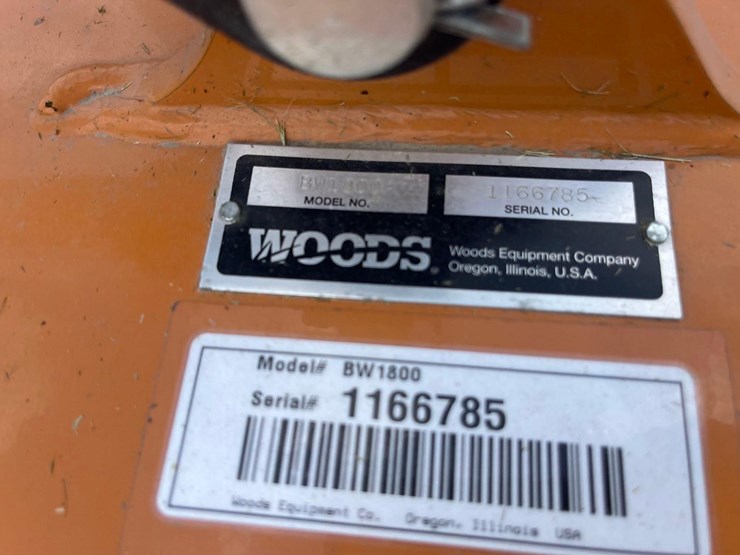 BW1800 1166785
MODEL NO. SERIAL NO.
WOODS
Woods Equipment Company
Oregon, Illinois, U.S.A.
Model# BW1800
Serial# 1166785
Woods Equipment Co. Oregon, Illinois USA